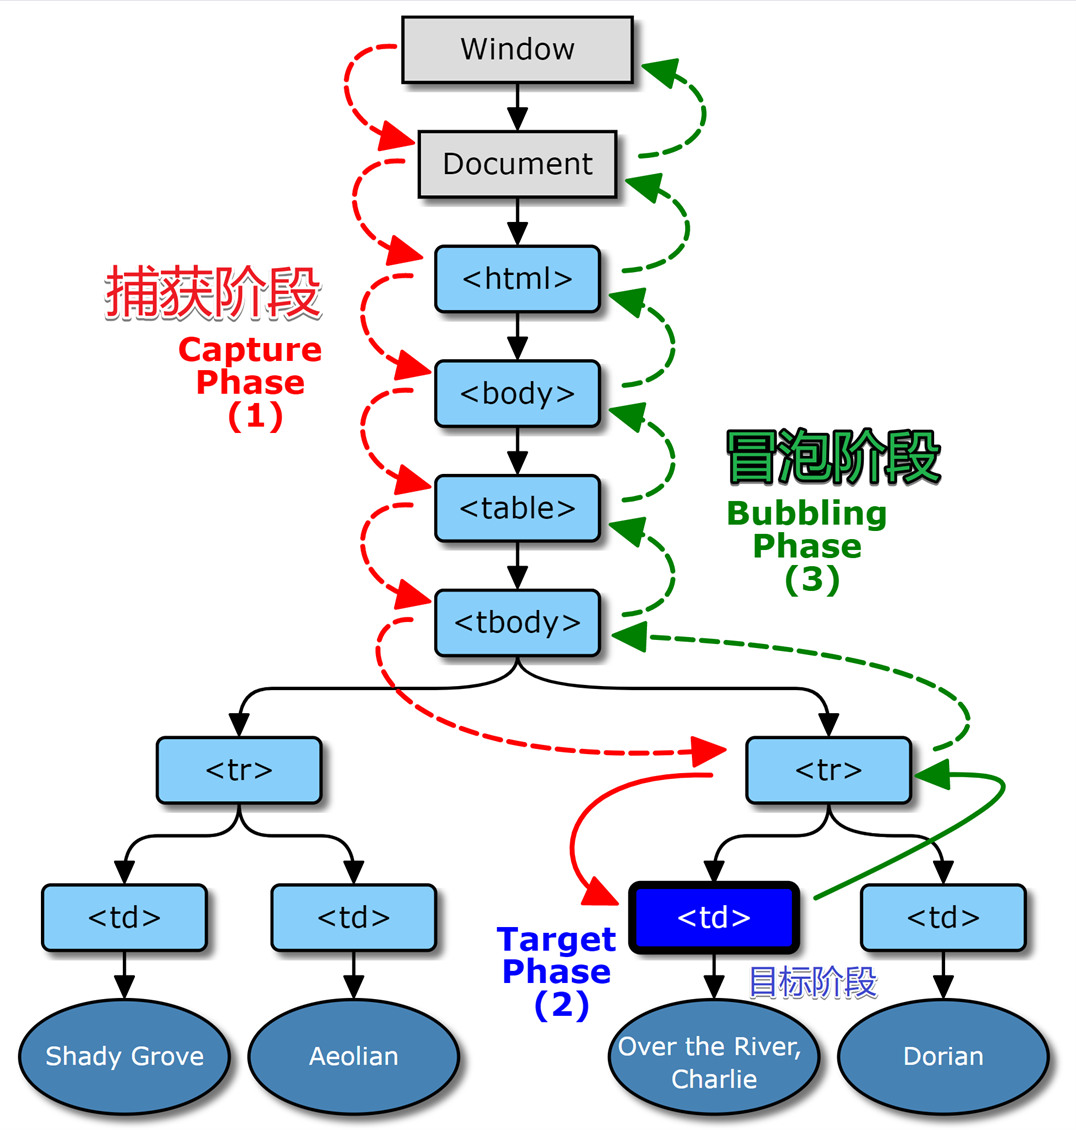 Window
Document
<html>
捕获阶段
Capture
Phase
(1)
<body>
冒泡阶段
Bubbling
Phase
(3)
<table>
<tbody>
<tr>
<tr>
<td>
<td>
<td>
<td>
Target
Phase
(2)
目标阶段
Shady Grove
Aeolian
Over the River,
Charlie
Dorian